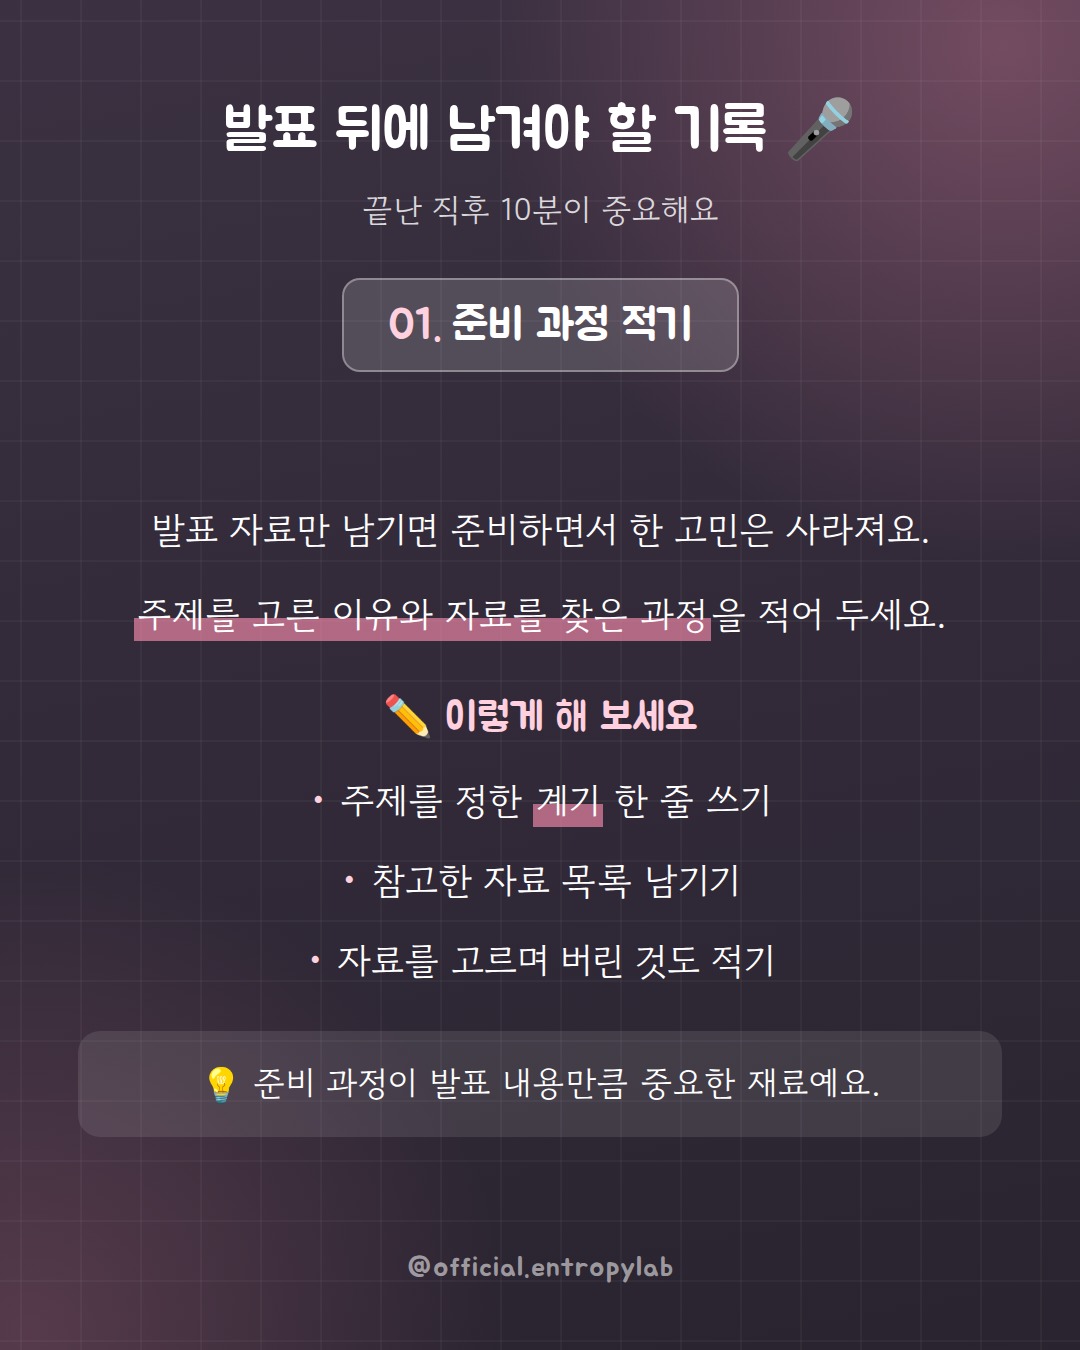 발표 뒤에 남겨야 할 기록 🎤
끝난 직후 10분이 중요해요
01. 준비 과정 적기
발표 자료만 남기면 준비하면서 한 고민은 사라져요.
주제를 고른 이유와 자료를 찾은 과정을 적어 두세요.
✏️ 이렇게 해 보세요
• 주제를 정한 계기 한 줄 쓰기
• 참고한 자료 목록 남기기
• 자료를 고르며 버린 것도 적기
💡 준비 과정이 발표 내용만큼 중요한 재료예요.
@official.entropylab